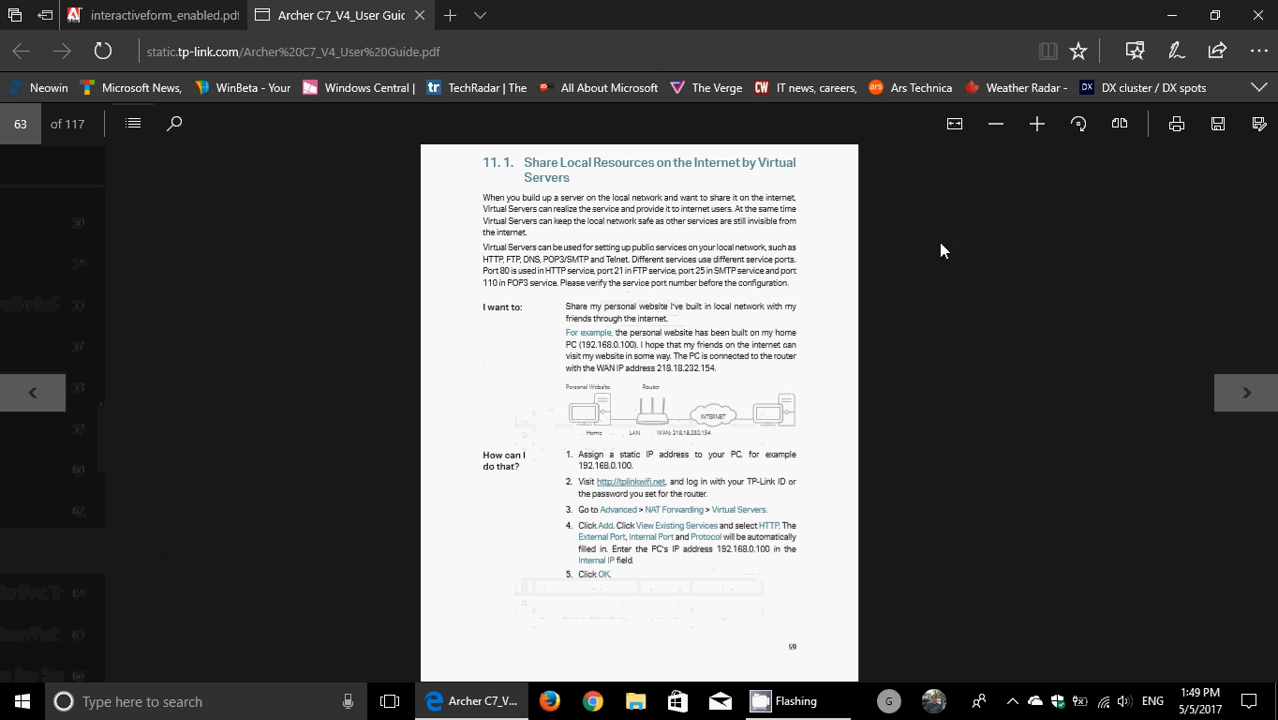 interactiveform_enabled.pdf
Archer C7_V4_User Guid
static.tp-link.com/Archer%20C7_V4_User%20Guide.pdf
Neowin
Microsoft News,
WinBeta - Your
Windows Central |
tr TechRadar | The
All About Microsoft
The Verge
CW IT news, careers,
ars Ars Technica
Weather Radar -
DX DX cluster / DX spots
63 of 117
11. 1. Share Local Resources on the Internet by Virtual
Servers
When you build up a server on the local network and want to share it on the internet,
Virtual Servers can realize the service and provide it to internet users. At the same time
Virtual Servers can keep the local network safe as other services are still invisible from
the internet.
Virtual Servers can be used for setting up public services on your local network, such as
HTTP, FTP, DNS, POP3/SMTP and Telnet. Different services use different service ports.
Port 80 is used in HTTP service, port 21 in FTP service, port 25 in SMTP service and port
110 in POP3 service. Please verify the service port number before the configuration.
I want to: Share my personal website I've built in local network with my
friends through the internet.
For example, the personal website has been built on my home
PC (192.168.0.100). I hope that my friends on the internet can
visit my website in some way. The PC is connected to the router
with the WAN IP address 218.18.232.154.
Personal Website Router
INTERNET
Home LAN WAN: 218.18.232.154
How can I
do that?
1. Assign a static IP address to your PC, for example
192.168.0.100.
2. Visit http://tplinkwifi.net, and log in with your TP-Link ID or
the password you set for the router.
3. Go to Advanced > NAT Forwarding > Virtual Servers.
4. Click Add. Click View Existing Services and select HTTP. The
External Port, Internal Port and Protocol will be automatically
filled in. Enter the PC's IP address 192.168.0.100 in the
Internal IP field.
5. Click OK.
59
Type here to search
Archer C7_V...
Flashing
G
ENG
1:49 PM
5/5/2017